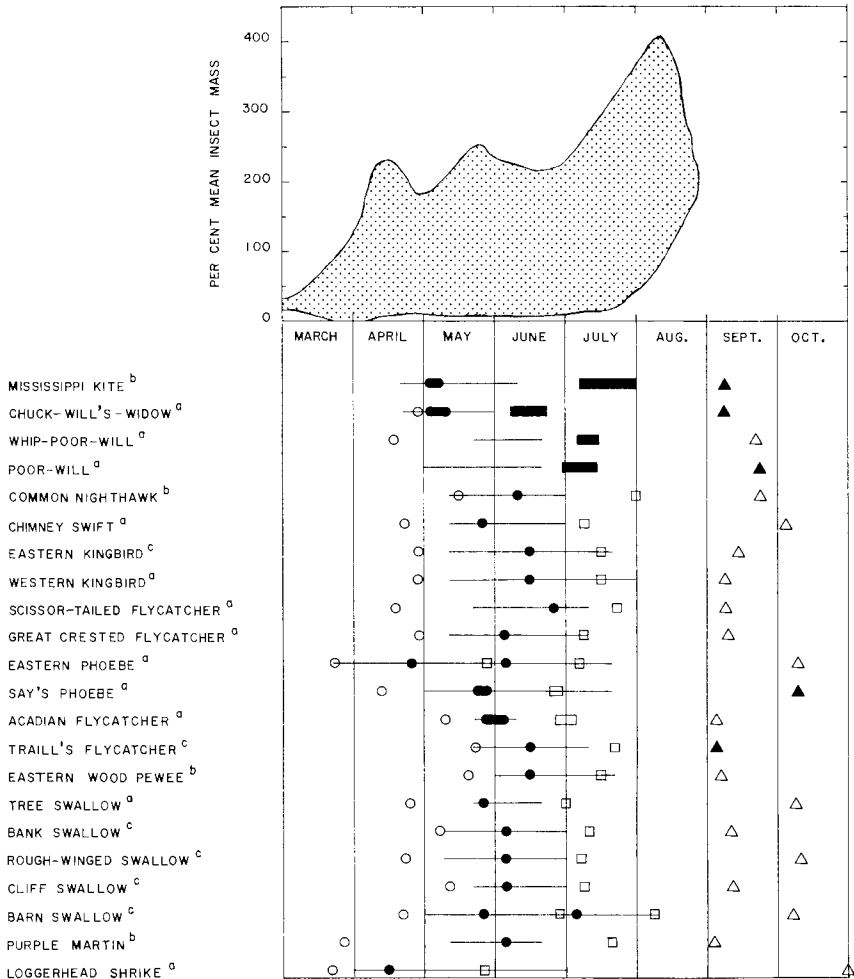 400
300
200
100
0
PER CENT MEAN INSECT MASS
MARCH APRIL MAY JUNE JULY AUG. SEPT. OCT.
MISSISSIPPI KITE b
CHUCK-WILL'S-WIDOW a
WHIP-POOR-WILL a
POOR-WILL a
COMMON NIGHTHAWK b
CHIMNEY SWIFT a
EASTERN KINGBIRD c
WESTERN KINGBIRD a
SCISSOR-TAILED FLYCATCHER a
GREAT CRESTED FLYCATCHER a
EASTERN PHOEBE a
SAY'S PHOEBE a
ACADIAN FLYCATCHER a
TRAILL'S FLYCATCHER c
EASTERN WOOD PEWEE b
TREE SWALLOW a
BANK SWALLOW c
ROUGH-WINGED SWALLOW c
CLIFF SWALLOW c
BARN SWALLOW c
PURPLE MARTIN b
LOGGERHEAD SHRIKE a